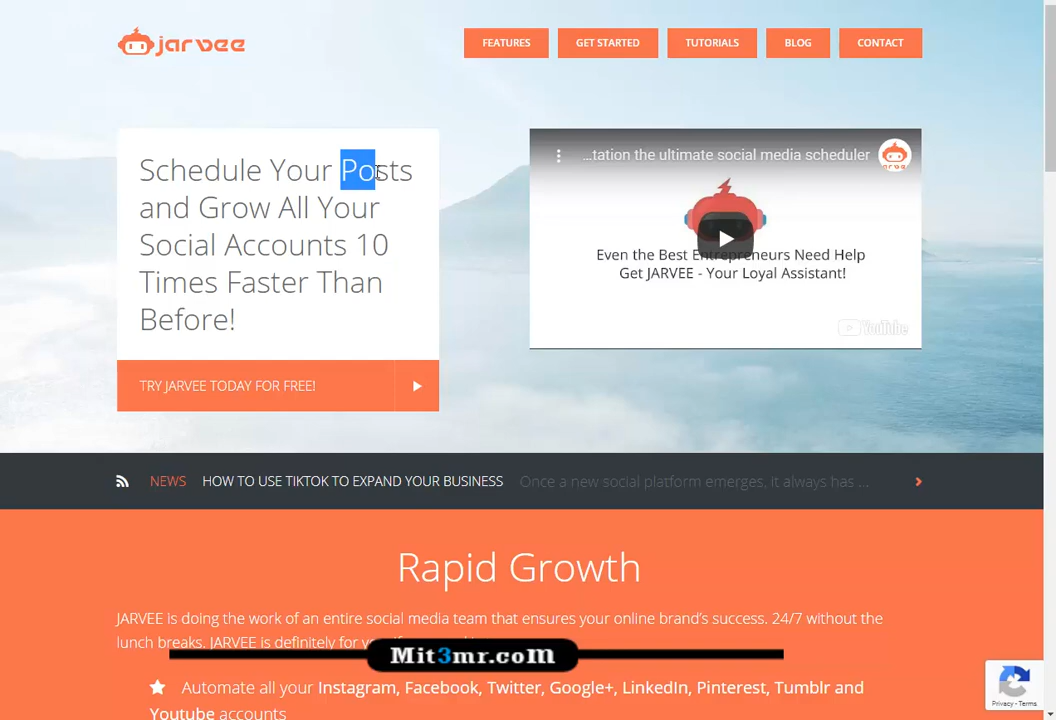 jarvee
FEATURES
GET STARTED
TUTORIALS
BLOG
CONTACT
Schedule Your Posts
and Grow All Your
Social Accounts 10
Times Faster Than
Before!
TRY JARVEE TODAY FOR FREE!
...tation the ultimate social media scheduler
Even the Best Entrepreneurs Need Help
Get JARVEE - Your Loyal Assistant!
YouTube
NEWS HOW TO USE TIKTOK TO EXPAND YOUR BUSINESS Once a new social platform emerges, it always has ...
Rapid Growth
JARVEE is doing the work of an entire social media team that ensures your online brand's success. 24/7 without the
lunch breaks. JARVEE is definitely for
Mit3mr.com
Automate all your Instagram, Facebook, Twitter, Google+, LinkedIn, Pinterest, Tumblr and
Youtube accounts
Privacy - Terms